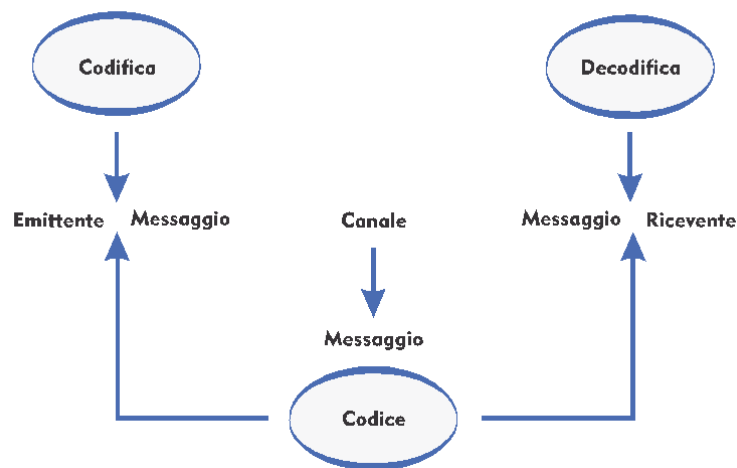 Codifica
Decodifica
Emittente Messaggio
Canale
Messaggio Ricevente
Messaggio
Codice